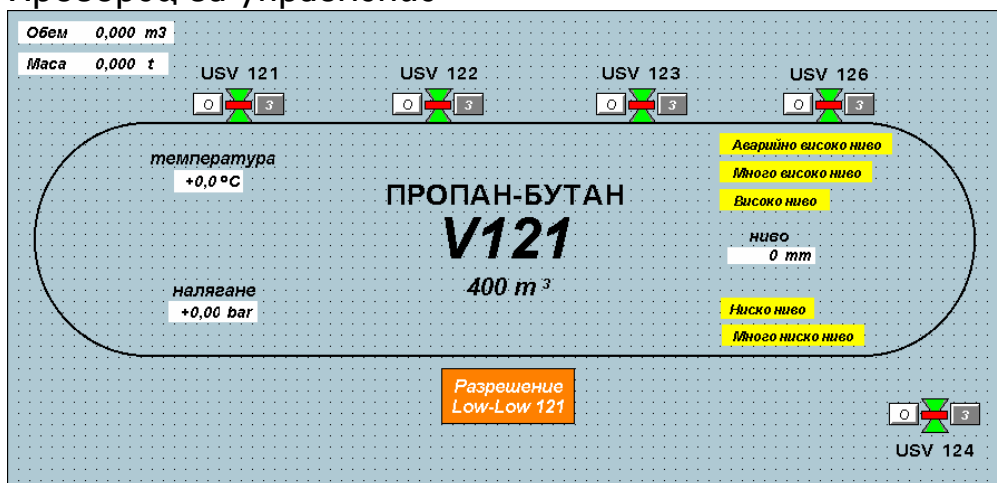 Обем 0,000 m3
Маса 0,000 t
USV 121
USV 122
USV 123
USV 126
О З
О З
О З
О З
температура
+0,0 °C
ПРОПАН-БУТАН
V121
400 m ³
Аварийно високо ниво
Много високо ниво
Високо ниво
ниво
0 mm
налягане
+0,00 bar
Ниско ниво
Много ниско ниво
Разрешение
Low-Low 121
О З
USV 124